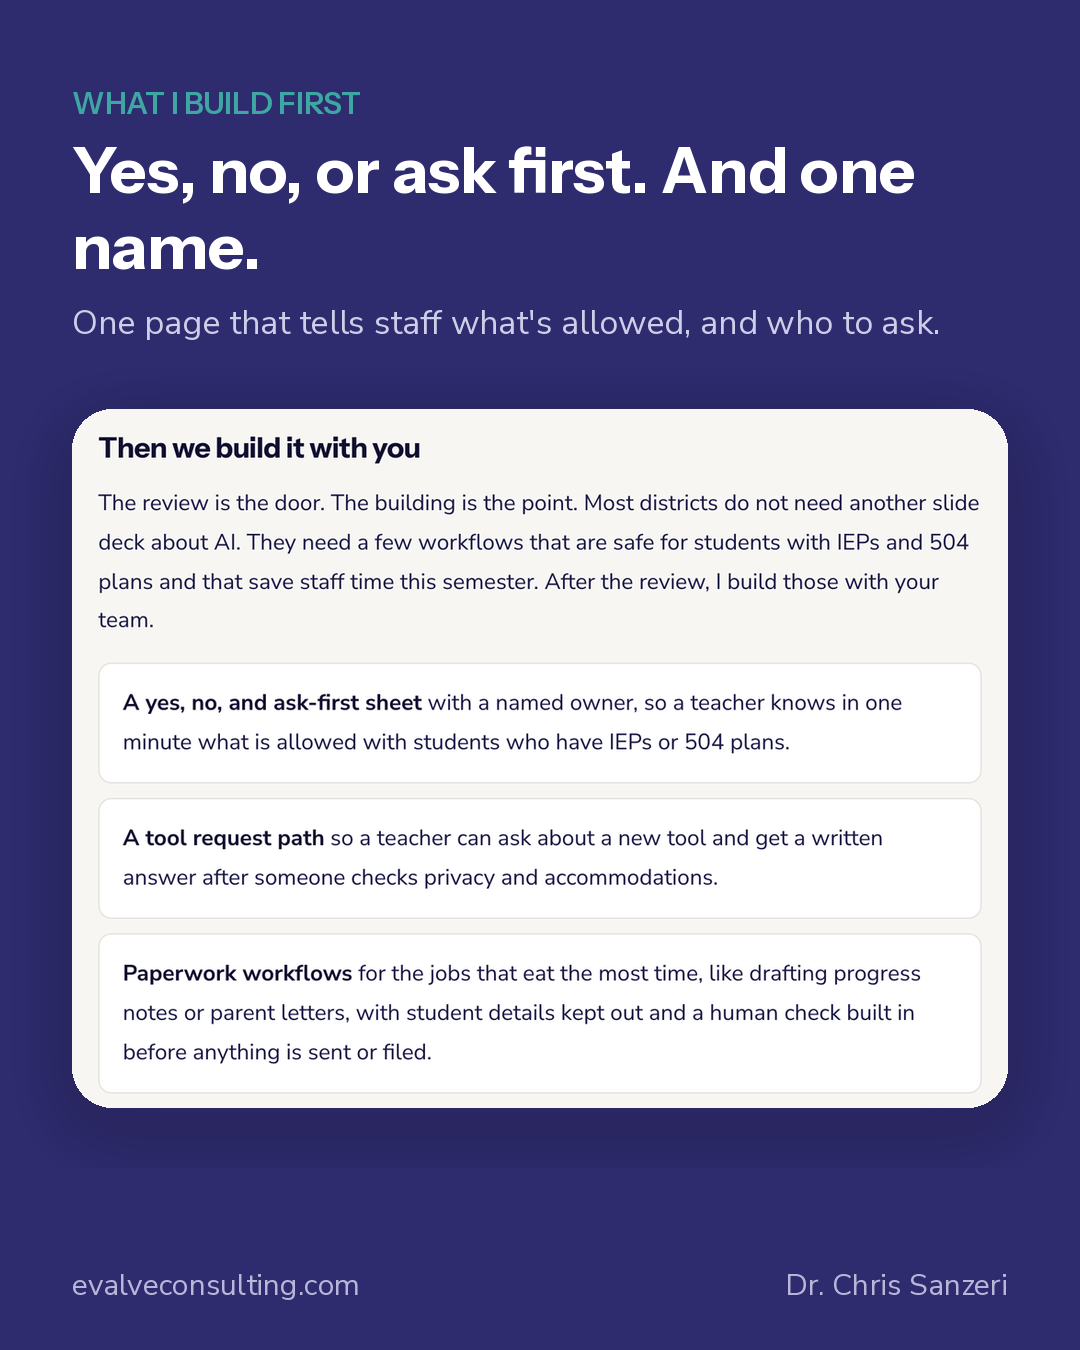 WHAT I BUILD FIRST
Yes, no, or ask first. And one
name.
One page that tells staff what's allowed, and who to ask.
Then we build it with you
The review is the door. The building is the point. Most districts do not need another slide
deck about AI. They need a few workflows that are safe for students with IEPs and 504
plans and that save staff time this semester. After the review, I build those with your
team.
A yes, no, and ask-first sheet with a named owner, so a teacher knows in one
minute what is allowed with students who have IEPs or 504 plans.
A tool request path so a teacher can ask about a new tool and get a written
answer after someone checks privacy and accommodations.
Paperwork workflows for the jobs that eat the most time, like drafting progress
notes or parent letters, with student details kept out and a human check built in
before anything is sent or filed.
evalveconsulting.com
Dr. Chris Sanzeri